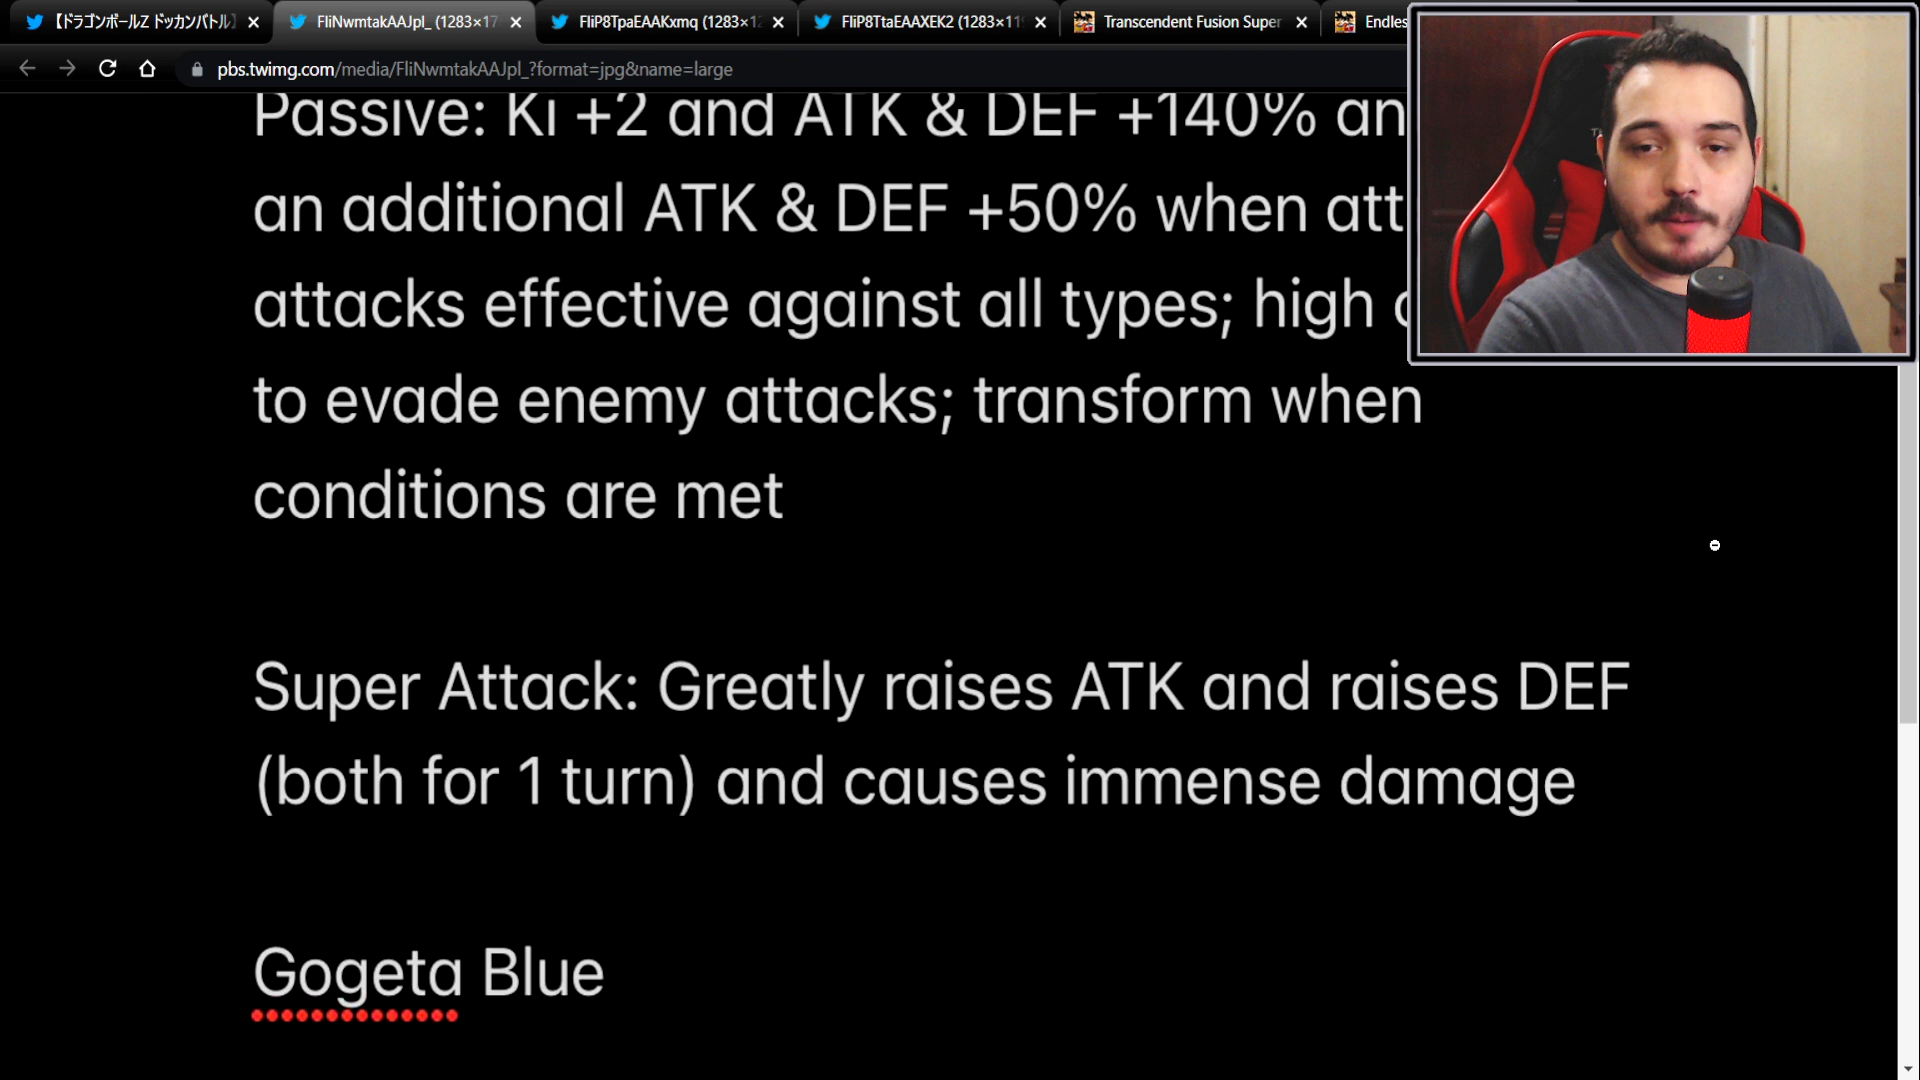 【ドラゴンボールZ ドッカンバトル】
FliNwmtakAAJpl_ (1283×17
FliP8TpaEAAKxmq (1283×12
FliP8TtaEAAXEK2 (1283×119
Transcendent Fusion Super
Endles
pbs.twimg.com/media/FliNwmtakAAJpl_?format=jpg&name=large
Passive: Ki +2 and ATK & DEF +140% an
an additional ATK & DEF +50% when att
attacks effective against all types; high
to evade enemy attacks; transform when
conditions are met
Super Attack: Greatly raises ATK and raises DEF
(both for 1 turn) and causes immense damage
Gogeta Blue